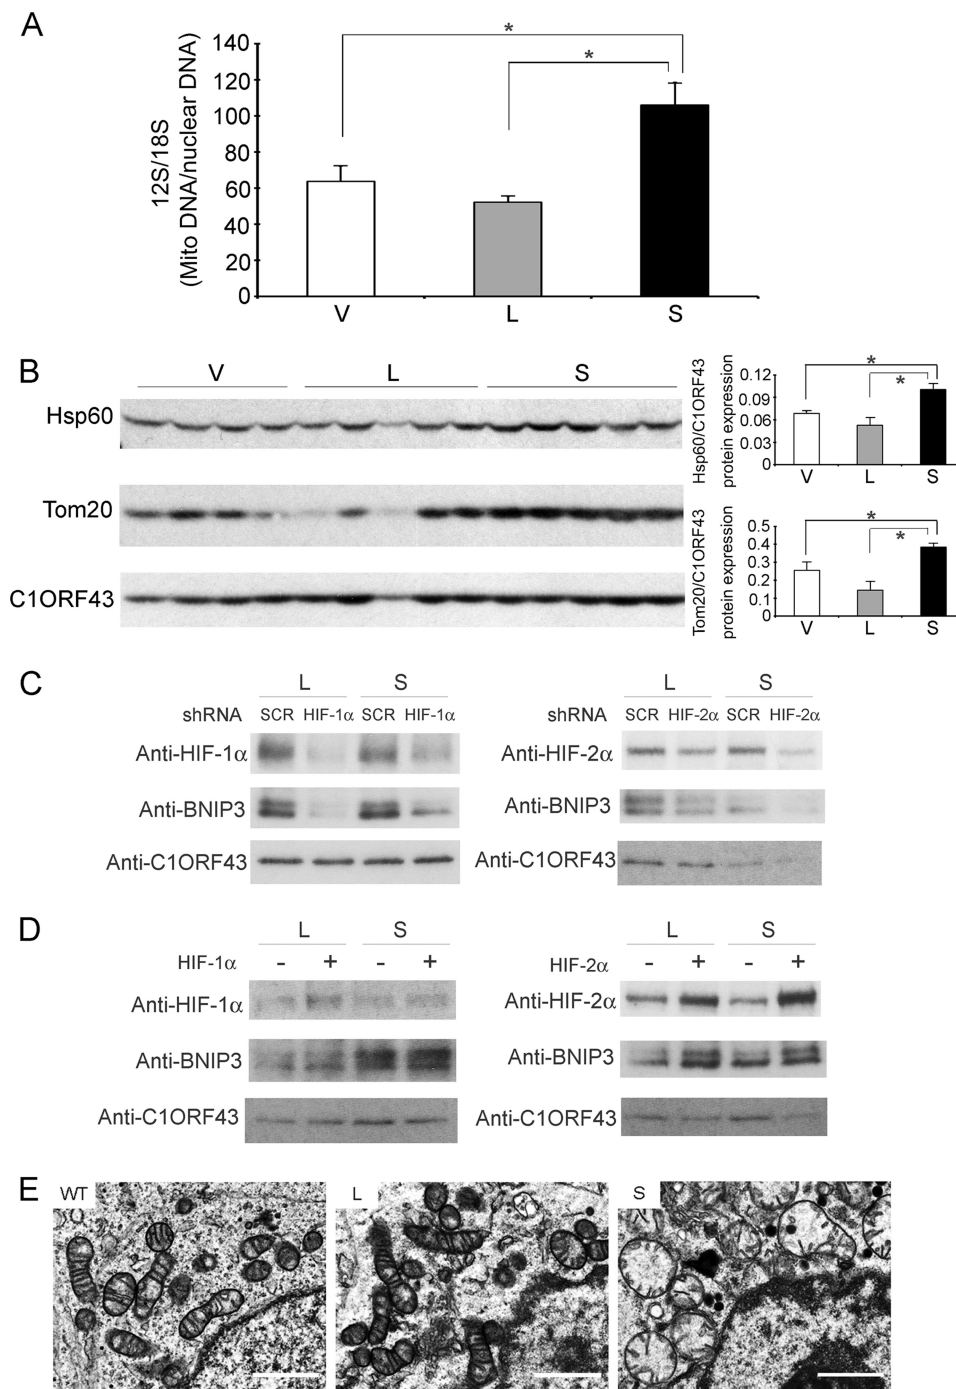 A
12S/18S
(Mito DNA/nuclear DNA)
140
120
100
80
60
40
20
0
*
*
V
L
S
B
V
L
S
Hsp60
Tom20
C1ORF43
Hsp60/C1ORF43
protein expression
0.12
0.09
0.06
0.03
0
*
*
V
L
S
Tom20/C1ORF43
protein expression
0.5
0.4
0.3
0.2
0.1
0
*
*
V
L
S
C
L
S
shRNA
SCR
HIF-1α
SCR
HIF-1α
Anti-HIF-1α
Anti-BNIP3
Anti-C1ORF43
L
S
shRNA
SCR
HIF-2α
SCR
HIF-2α
Anti-HIF-2α
Anti-BNIP3
Anti-C1ORF43
D
L
S
HIF-1α
-
+
-
+
Anti-HIF-1α
Anti-BNIP3
Anti-C1ORF43
L
S
HIF-2α
-
+
-
+
Anti-HIF-2α
Anti-BNIP3
Anti-C1ORF43
E
WT
L
S